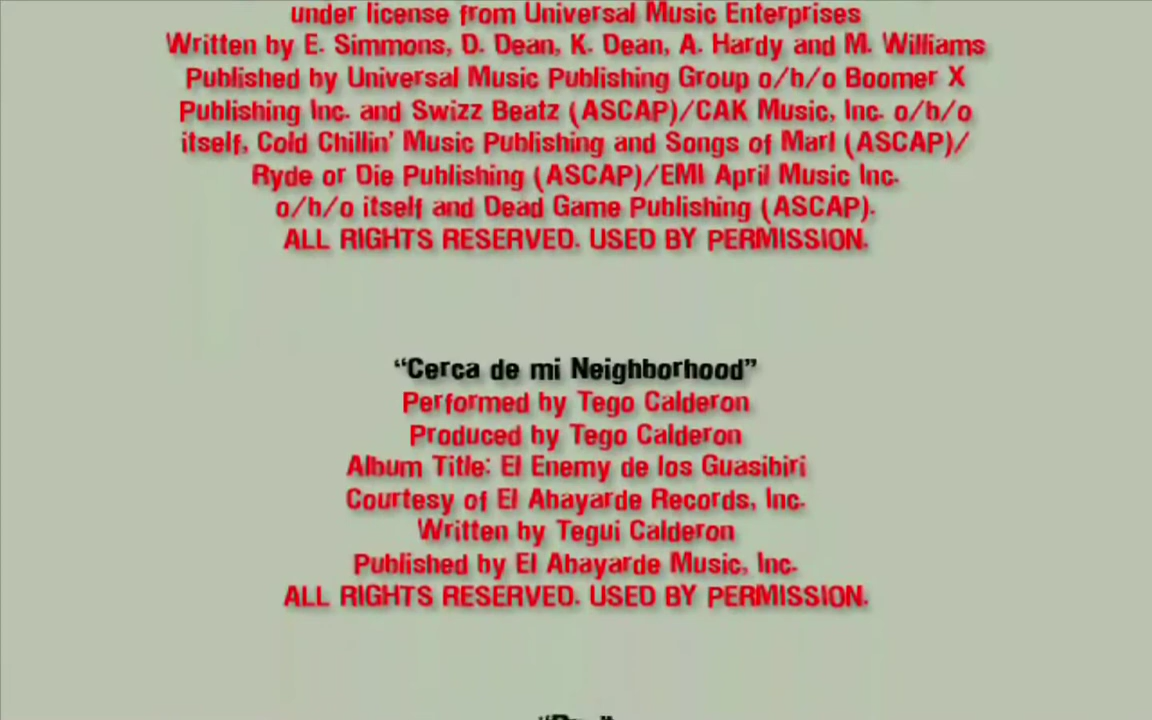 under license from Universal Music Enterprises
Written by E. Simmons, D. Dean, K. Dean, A. Hardy and M. Williams
Published by Universal Music Publishing Group o/b/o Boomer X
Publishing Inc. and Swizz Beatz (ASCAP)/CAK Music, Inc. o/b/o
itself, Cold Chillin' Music Publishing and Songs of Marl (ASCAP)/
Ryde or Die Publishing (ASCAP)/EMI April Music Inc.
o/b/o itself and Dead Game Publishing (ASCAP).
ALL RIGHTS RESERVED. USED BY PERMISSION.
“Cerca de mi Neighborhood”
Performed by Tego Calderon
Produced by Tego Calderon
Album Title: El Enemy de los Guasibiri
Courtesy of El Abayarde Records, Inc.
Written by Tegui Calderon
Published by El Abayarde Music, Inc.
ALL RIGHTS RESERVED. USED BY PERMISSION.